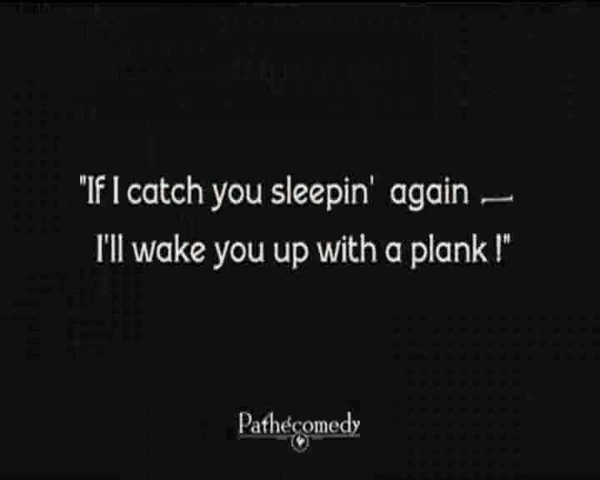 "If I catch you sleepin' again —
I'll wake you up with a plank !"
Pathécomedy